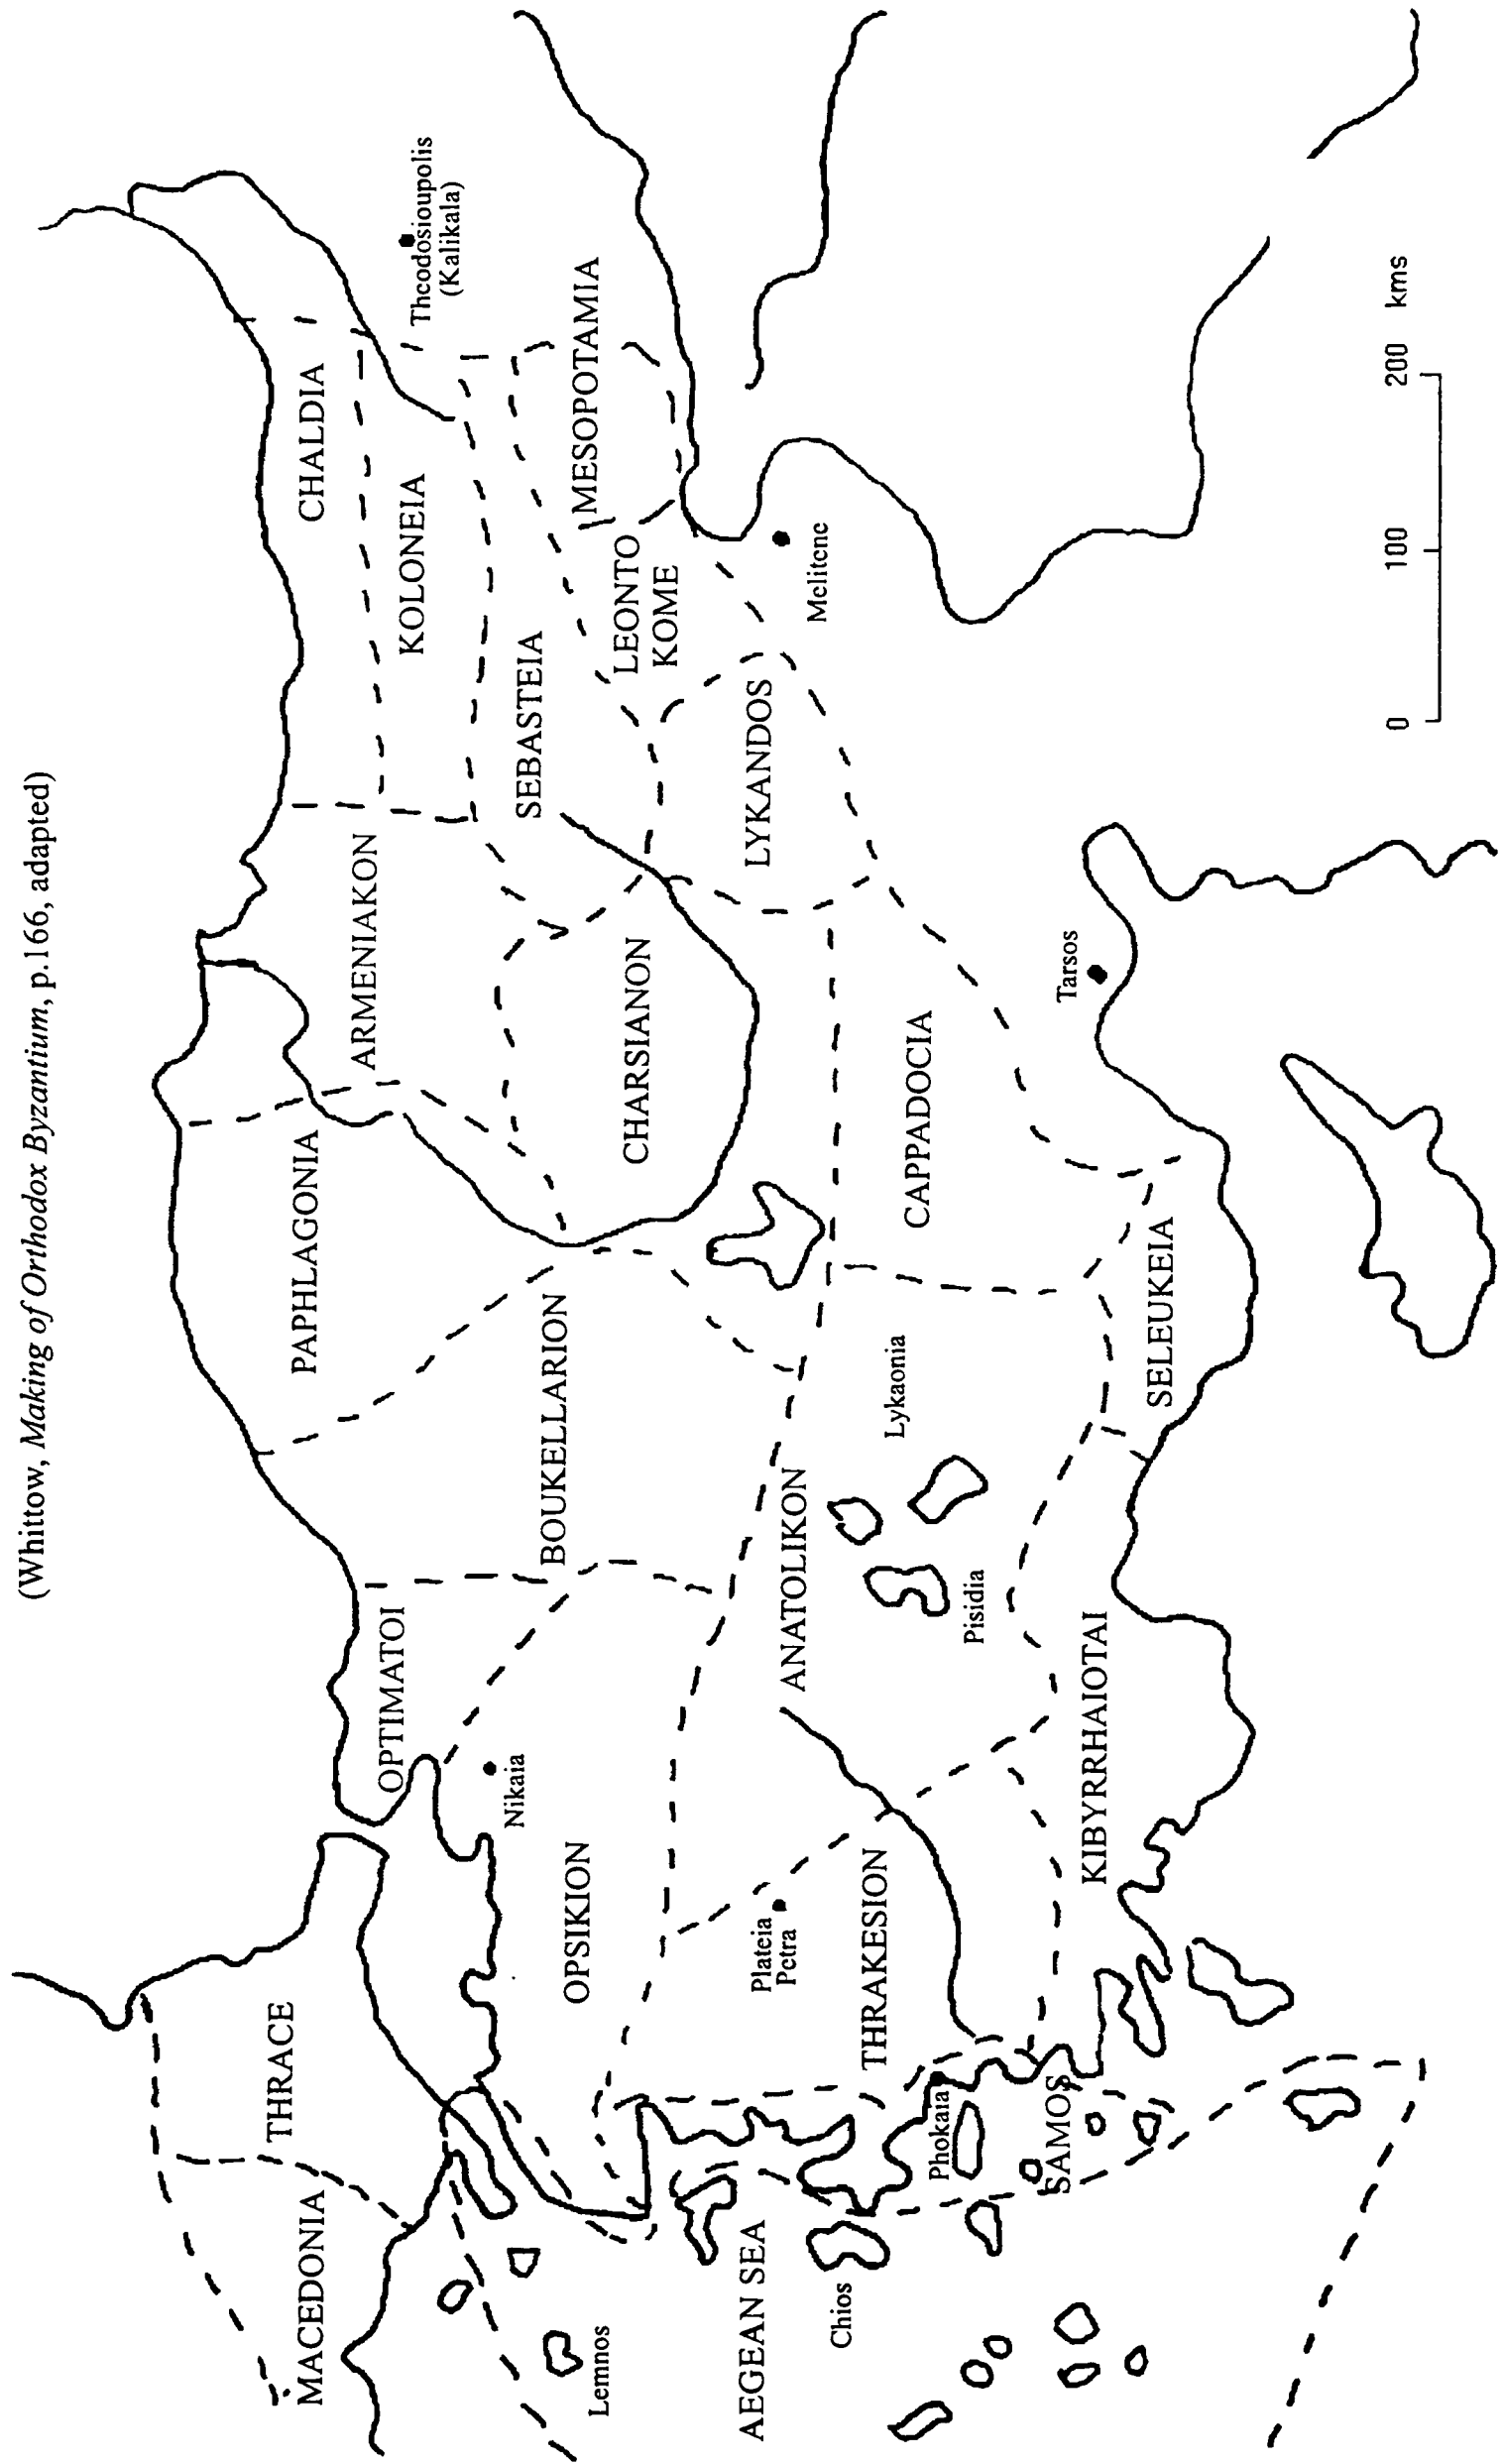 (Whittow, Making of Orthodox Byzantium, p.166, adapted)
MACEDONIA
THRACE
OPTIMATOI
PAPHLAGONIA
ARMENIAKON
CHALDIA
KOLONEIA
Theodosioupolis
(Kalikala)
Nikaia
OPSIKION
BOUKELLARION
CHARSIANON
SEBASTEIA
MESOPOTAMIA
LEONTO
KOME
Lemnos
AEGEAN SEA
Chios
Plateia
Petra
THRAKESION
ANATOLIKON
LYKANDOS
Melitene
Phokaia
Pisidia
Lykaonia
CAPPADOCIA
SAMOS
KIBYRRHAIOTAI
SELEUKEIA
Tarsos
0 100 200 kms